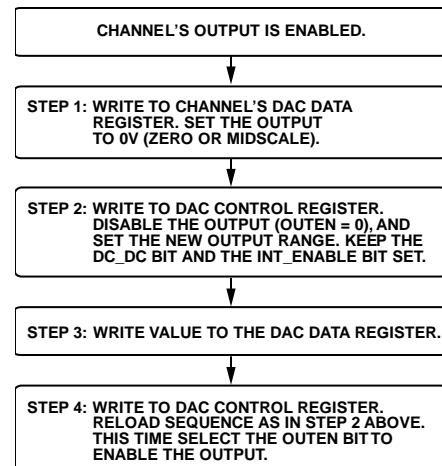 CHANNEL'S OUTPUT IS ENABLED.
STEP 1: WRITE TO CHANNEL'S DAC DATA
REGISTER. SET THE OUTPUT
TO 0V (ZERO OR MIDSCALE).
STEP 2: WRITE TO DAC CONTROL REGISTER.
DISABLE THE OUTPUT (OUTEN = 0), AND
SET THE NEW OUTPUT RANGE. KEEP THE
DC_DC BIT AND THE INT_ENABLE BIT SET.
STEP 3: WRITE VALUE TO THE DAC DATA REGISTER.
STEP 4: WRITE TO DAC CONTROL REGISTER.
RELOAD SEQUENCE AS IN STEP 2 ABOVE.
THIS TIME SELECT THE OUTEN BIT TO
ENABLE THE OUTPUT.